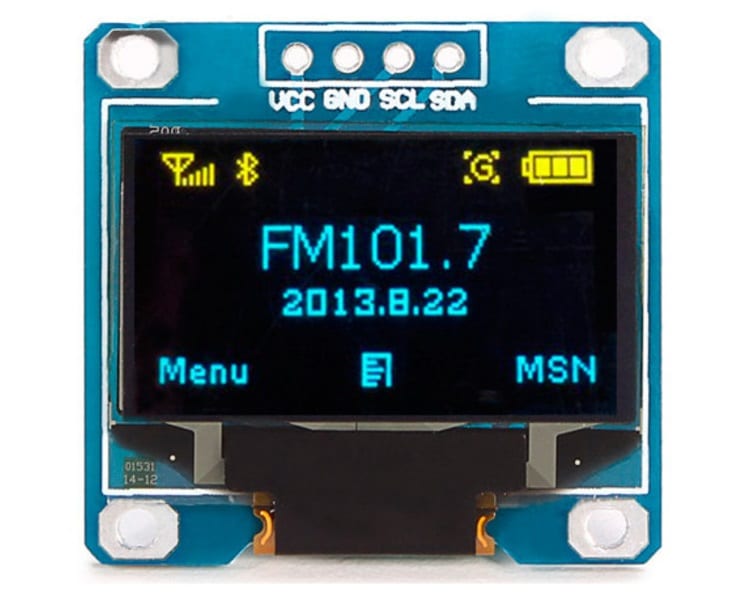 VCC GND SCL SDA
G
FM101.7
2013.8.22
Menu MSN
01531
14-12